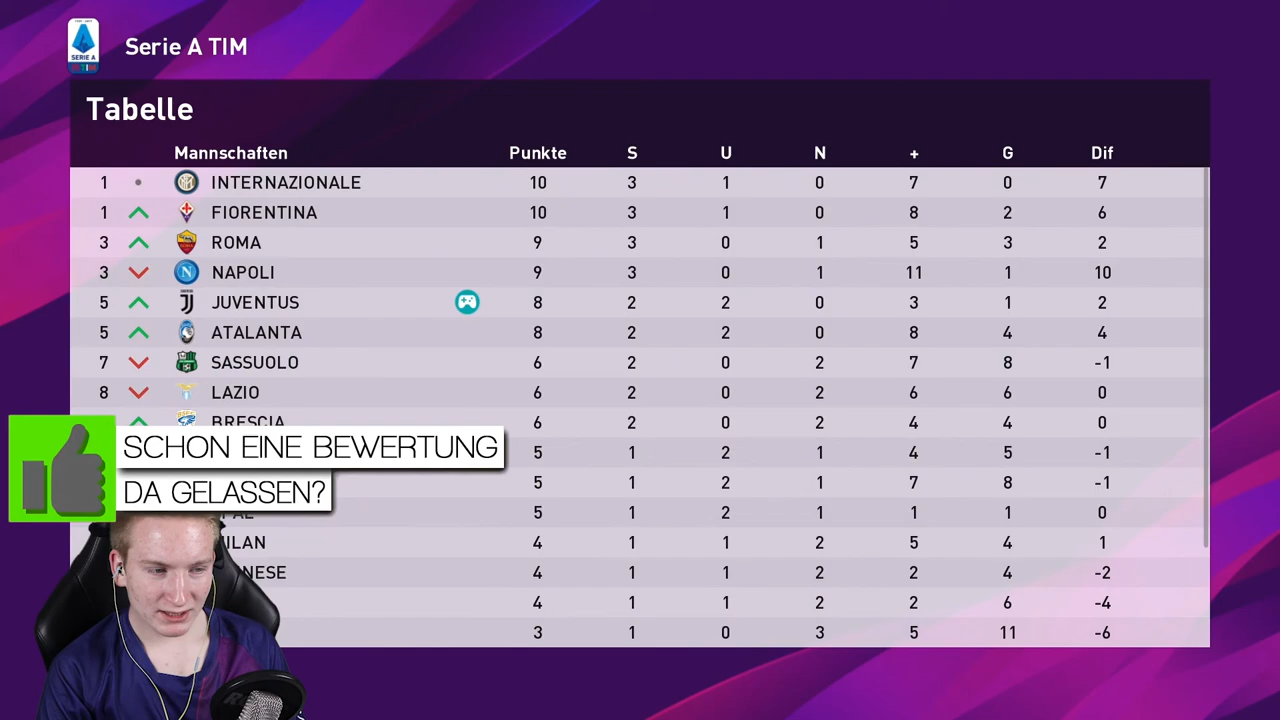 SERIE A
TIM
Serie A TIM
Tabelle
Mannschaften Punkte S U N + G Dif
1 INTERNAZIONALE 10 3 1 0 7 0 7
1 FIORENTINA 10 3 1 0 8 2 6
3 ROMA 9 3 0 1 5 3 2
3 NAPOLI 9 3 0 1 11 1 10
5 JUVENTUS 8 2 2 0 3 1 2
5 ATALANTA 8 2 2 0 8 4 4
7 SASSUOLO 6 2 0 2 7 8 -1
8 LAZIO 6 2 0 2 6 6 0
BRESCIA 6 2 0 2 4 4 0
SCHON EINE BEWERTUNG
DA GELASSEN?
5 1 2 1 4 5 -1
5 1 2 1 7 8 -1
5 1 2 1 1 1 0
ILAN 4 1 1 2 5 4 1
NESE 4 1 1 2 2 4 -2
4 1 1 2 2 6 -4
3 1 0 3 5 11 -6